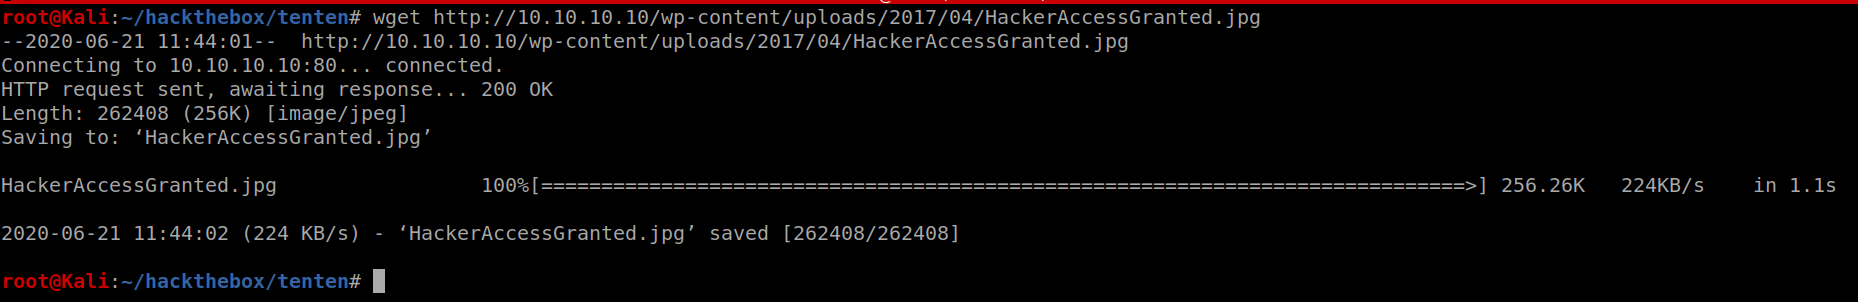 root@Kali:~/hackthebox/tenten# wget http://10.10.10.10/wp-content/uploads/2017/04/HackerAccessGranted.jpg
--2020-06-21 11:44:01--  http://10.10.10.10/wp-content/uploads/2017/04/HackerAccessGranted.jpg
Connecting to 10.10.10.10:80... connected.
HTTP request sent, awaiting response... 200 OK
Length: 262408 (256K) [image/jpeg]
Saving to: ‘HackerAccessGranted.jpg’
HackerAccessGranted.jpg                 100%[=============================================================================>] 256.26K   224KB/s    in 1.1s
2020-06-21 11:44:02 (224 KB/s) - ‘HackerAccessGranted.jpg’ saved [262408/262408]
root@Kali:~/hackthebox/tenten#